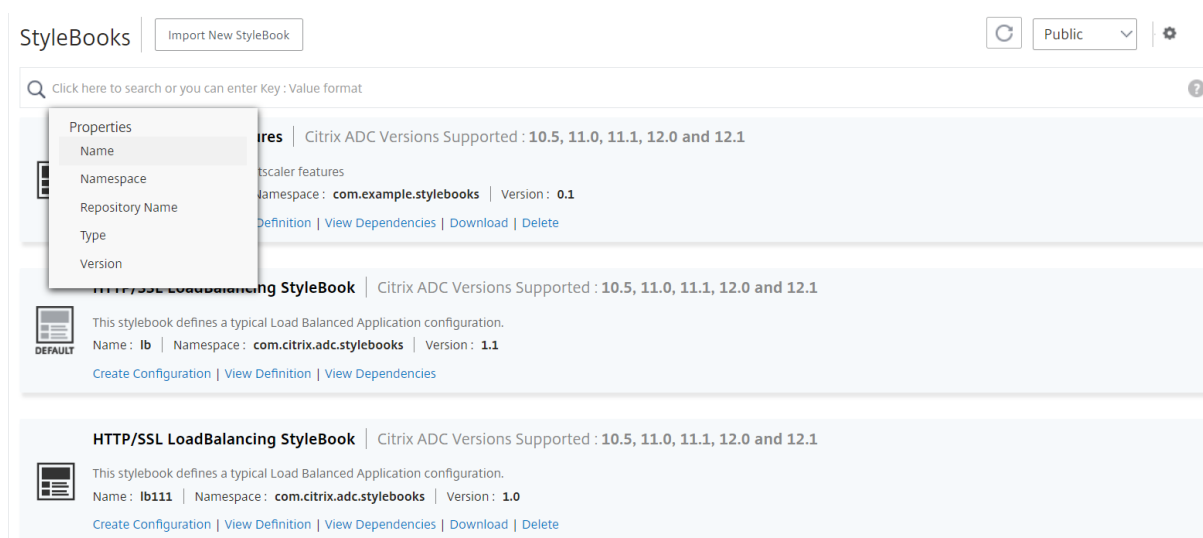 StyleBooks
Import New StyleBook
Public
Click here to search or you can enter Key : Value format
?
Properties
Name
Namespace
Repository Name
Type
Version
Citrix ADC Versions Supported : 10.5, 11.0, 11.1, 12.0 and 12.1
features
Namespace : com.example.stylebooks | Version : 0.1
Definition | View Dependencies | Download | Delete
HTTP/SSL LoadBalancing StyleBook | Citrix ADC Versions Supported : 10.5, 11.0, 11.1, 12.0 and 12.1
This stylebook defines a typical Load Balanced Application configuration.
DEFAULT
Name : lb | Namespace : com.citrix.adc.stylebooks | Version : 1.1
Create Configuration | View Definition | View Dependencies
HTTP/SSL LoadBalancing StyleBook | Citrix ADC Versions Supported : 10.5, 11.0, 11.1, 12.0 and 12.1
This stylebook defines a typical Load Balanced Application configuration.
Name : lb111 | Namespace : com.citrix.adc.stylebooks | Version : 1.0
Create Configuration | View Definition | View Dependencies | Download | Delete